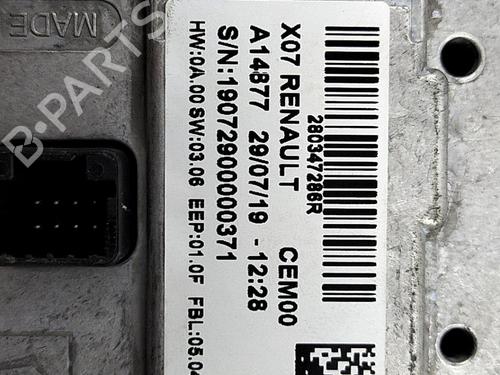 MADE
B-PARTS
280347286R
X07 RENAULT CEM00
A14877 29/07/19 -12:28
S/N:19072900000371
HW:0A.00 SW:03.06 EEP:01.0F FBL:05.04